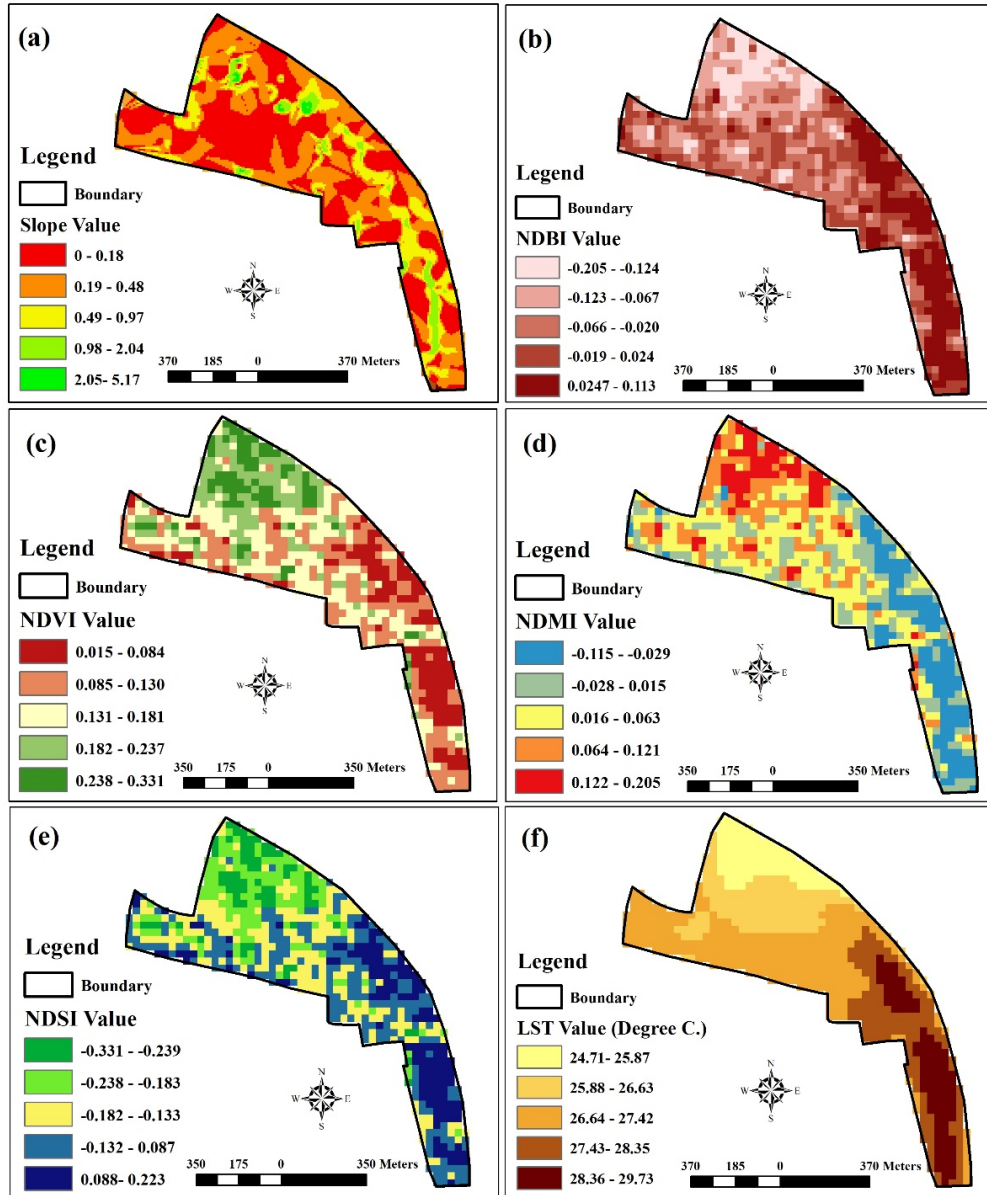 (a)
Legend
Boundary
Slope Value
0 - 0.18
0.19 - 0.48
0.49 - 0.97
0.98 - 2.04
2.05- 5.17
N
W E
S
370 185 0 370 Meters
(b)
Legend
Boundary
NDBI Value
-0.205 - -0.124
-0.123 - -0.067
-0.066 - -0.020
-0.019 - 0.024
0.0247 - 0.113
N
W E
S
370 185 0 370 Meters
(c)
Legend
Boundary
NDVI Value
0.015 - 0.084
0.085 - 0.130
0.131 - 0.181
0.182 - 0.237
0.238 - 0.331
N
W E
S
350 175 0 350 Meters
(d)
Legend
Boundary
NDMI Value
-0.115 - -0.029
-0.028 - 0.015
0.016 - 0.063
0.064 - 0.121
0.122 - 0.205
N
W E
S
350 175 0 350 Meters
(e)
Legend
Boundary
NDSI Value
-0.331 - -0.239
-0.238 - -0.183
-0.182 - -0.133
-0.132 - 0.087
0.088- 0.223
N
W E
S
350 175 0 350 Meters
(f)
Legend
Boundary
LST Value (Degree C.)
24.71- 25.87
25.88 - 26.63
26.64 - 27.42
27.43 - 28.35
28.36 - 29.73
N
W E
S
370 185 0 370 Meters